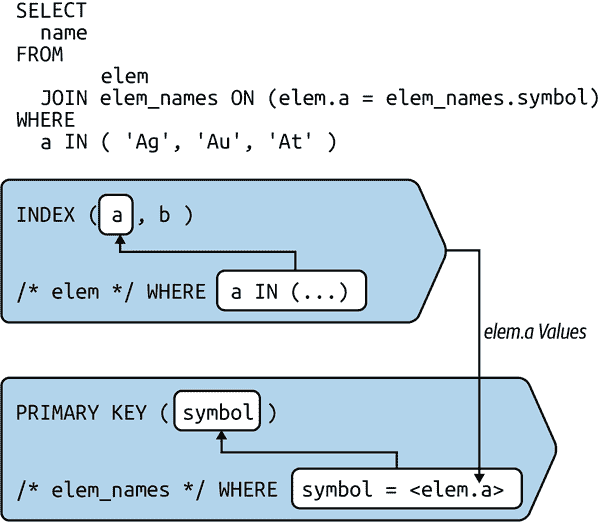 SELECT
name
FROM
elem
JOIN elem_names ON (elem.a = elem_names.symbol)
WHERE
a IN ( 'Ag', 'Au', 'At' )
INDEX ( a , b )
/* elem */ WHERE a IN (...)
elem.a Values
PRIMARY KEY ( symbol )
/* elem_names */ WHERE symbol = <elem.a>